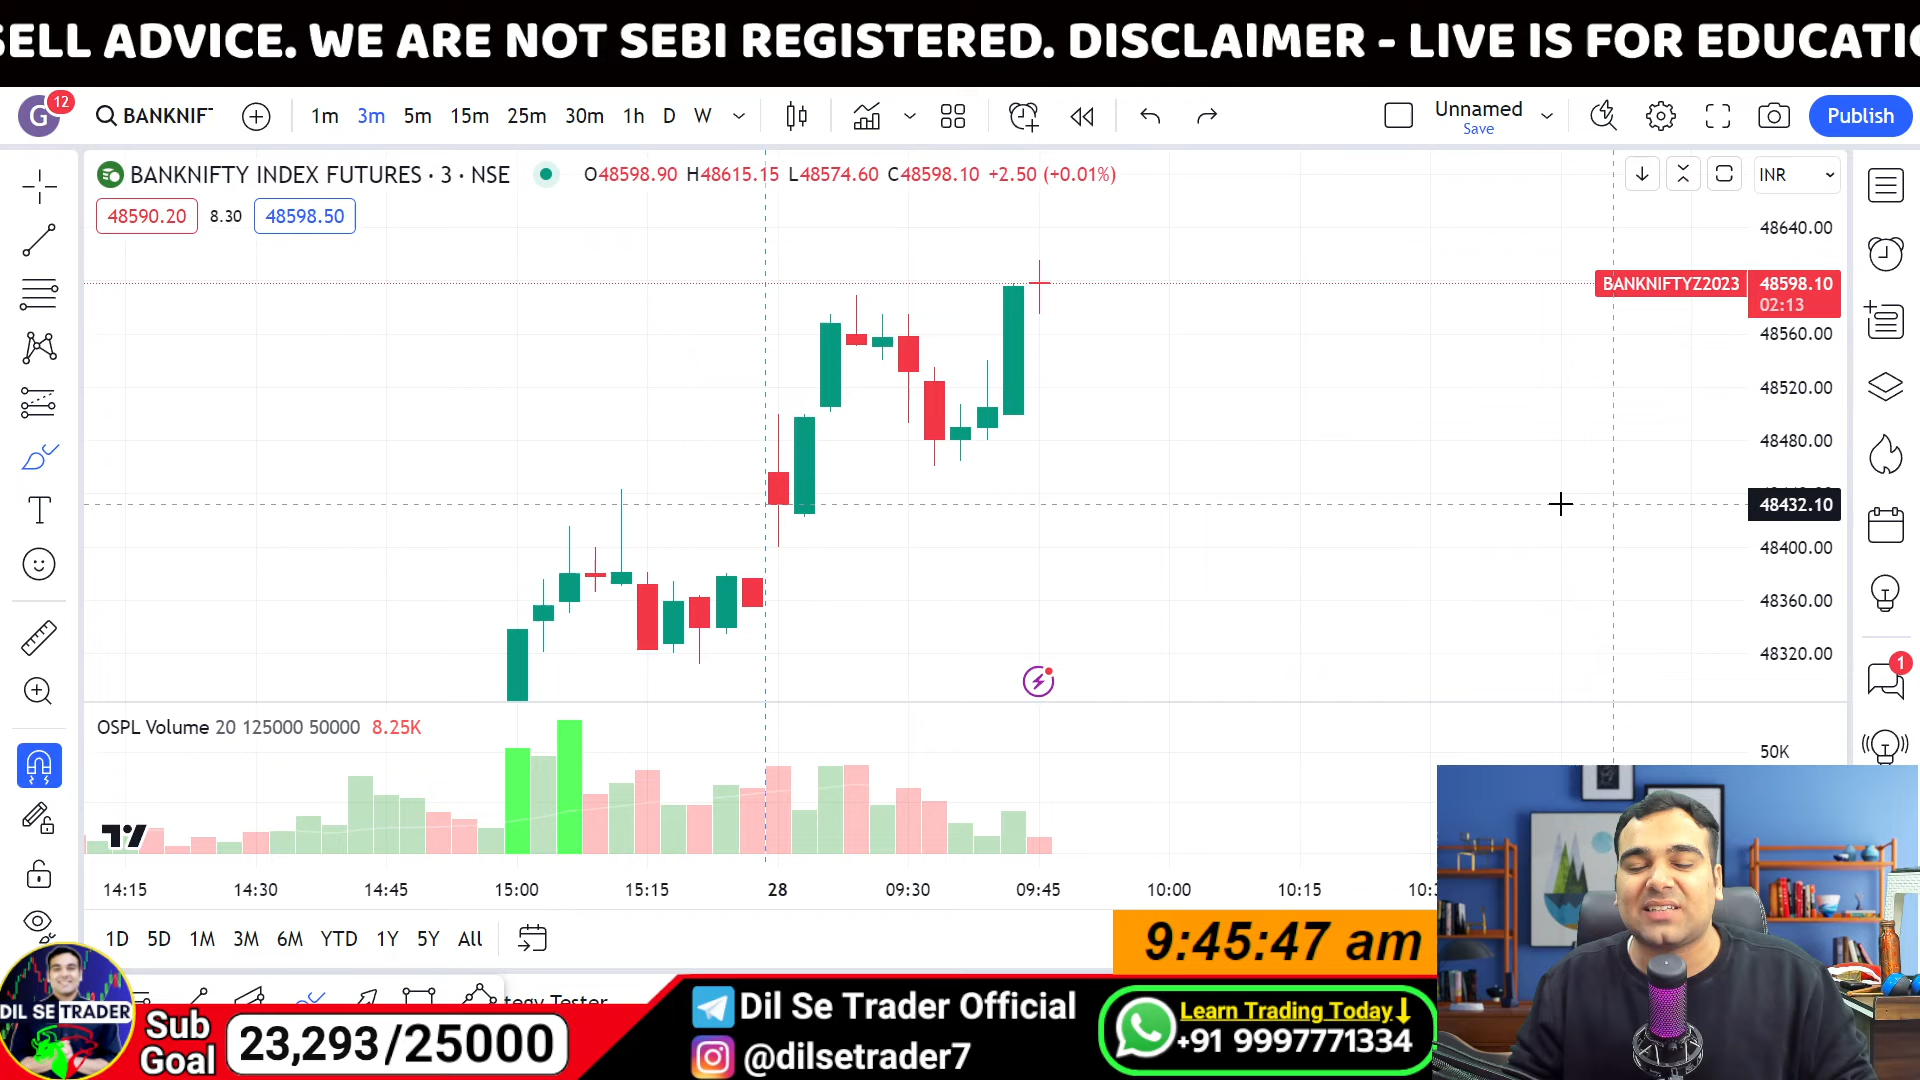 SELL ADVICE. WE ARE NOT SEBI REGISTERED. DISCLAIMER - LIVE IS FOR EDUCATIO
G 12 BANKNIF 1m 3m 5m 15m 25m 30m 1h D W Unnamed Save Publish
BANKNIFTY INDEX FUTURES · 3 · NSE O48598.90 H48615.15 L48574.60 C48598.10 +2.50 (+0.01%) INR
48590.20 8.30 48598.50
48640.00
BANKNIFTYZ2023 48598.10
02:13
48560.00
48520.00
48480.00
48432.10
48400.00
48360.00
48320.00
1
OSPL Volume 20 125000 50000 8.25K
50K
14:15 14:30 14:45 15:00 15:15 28 09:30 09:45 10:00 10:15
1D 5D 1M 3M 6M YTD 1Y 5Y All
9:45:47 am
tegy Tester
DIL SE TRADER
Sub Goal 23,293/25000
Dil Se Trader Official
@dilsetrader7
Learn Trading Today
+91 9997771334